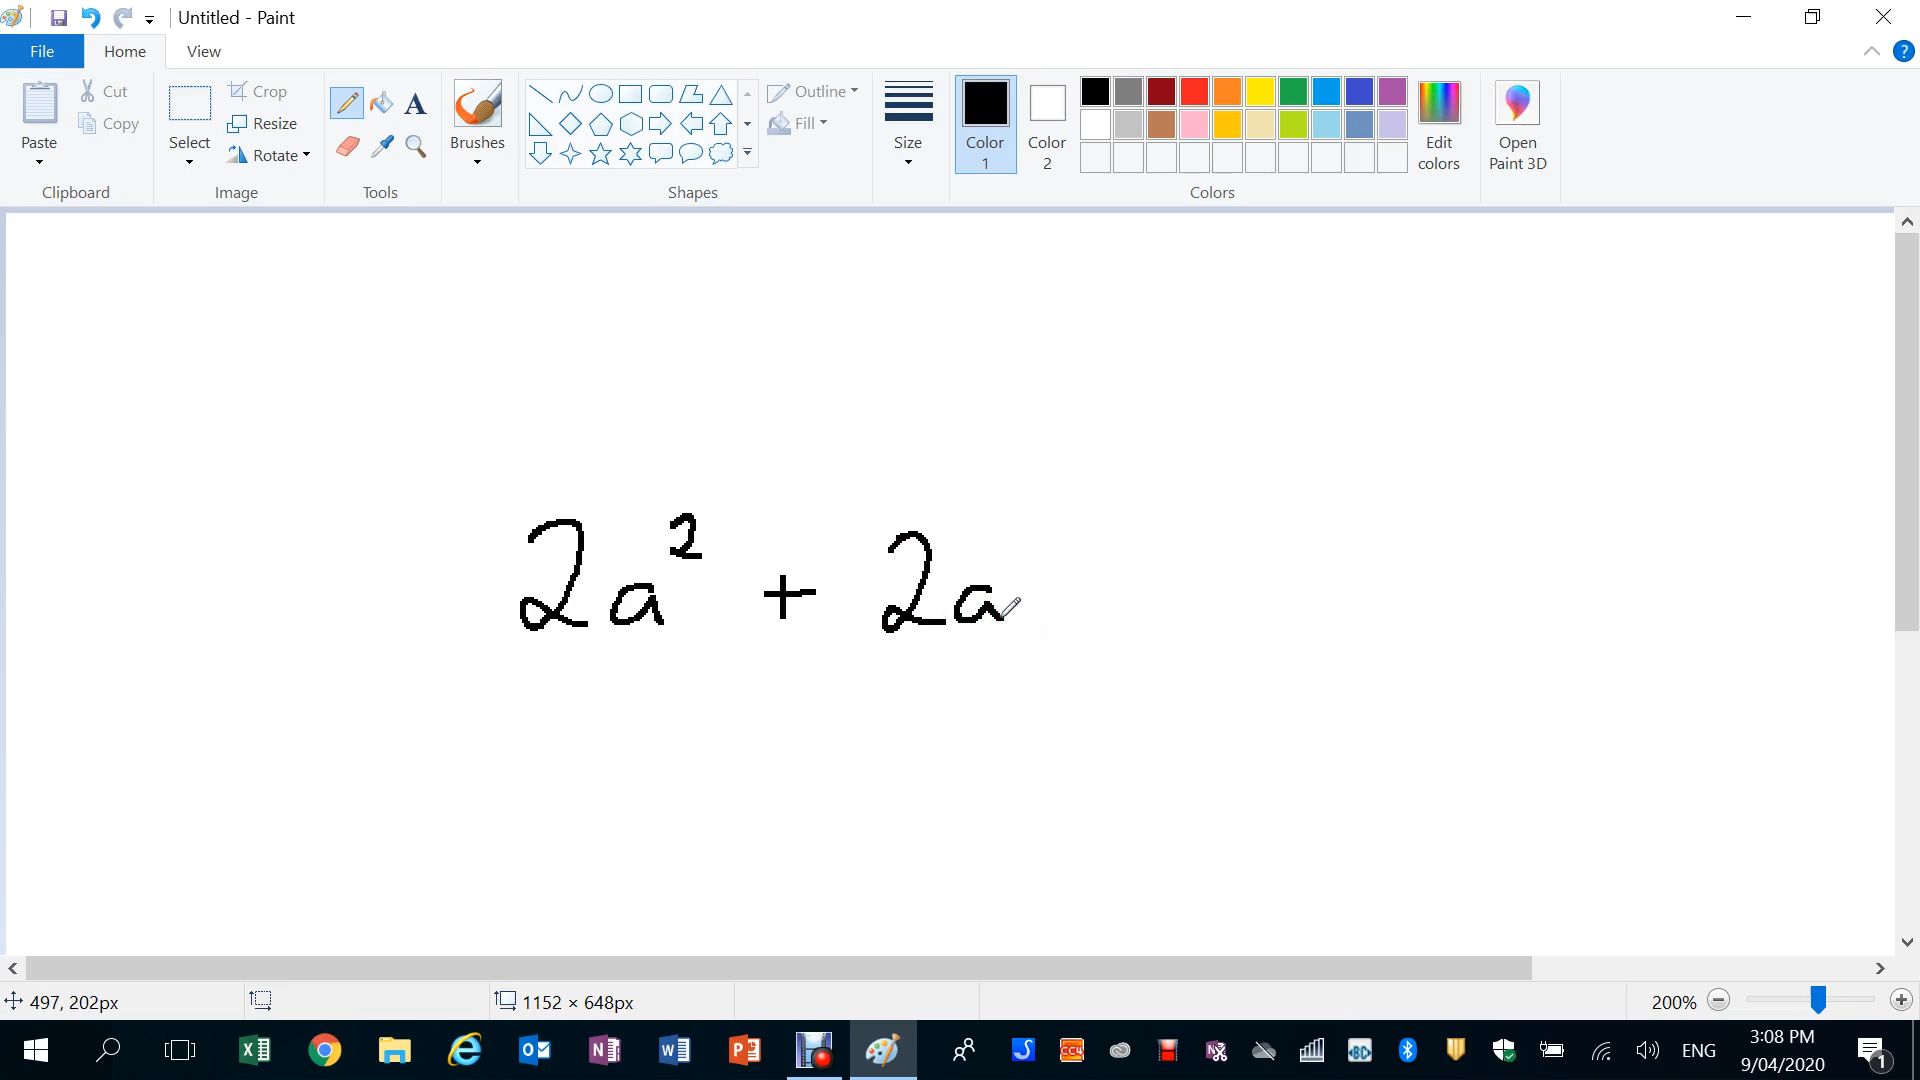 Untitled - Paint
File Home View
Paste Cut Copy Select Crop Resize Rotate Brushes Outline Fill Size Color 1 Color 2 Edit colors Open Paint 3D
Clipboard Image Tools Shapes Colors
2a² + 2a
497, 202px 1152 × 648px 200%
ENG 3:08 PM
9/04/2020 1